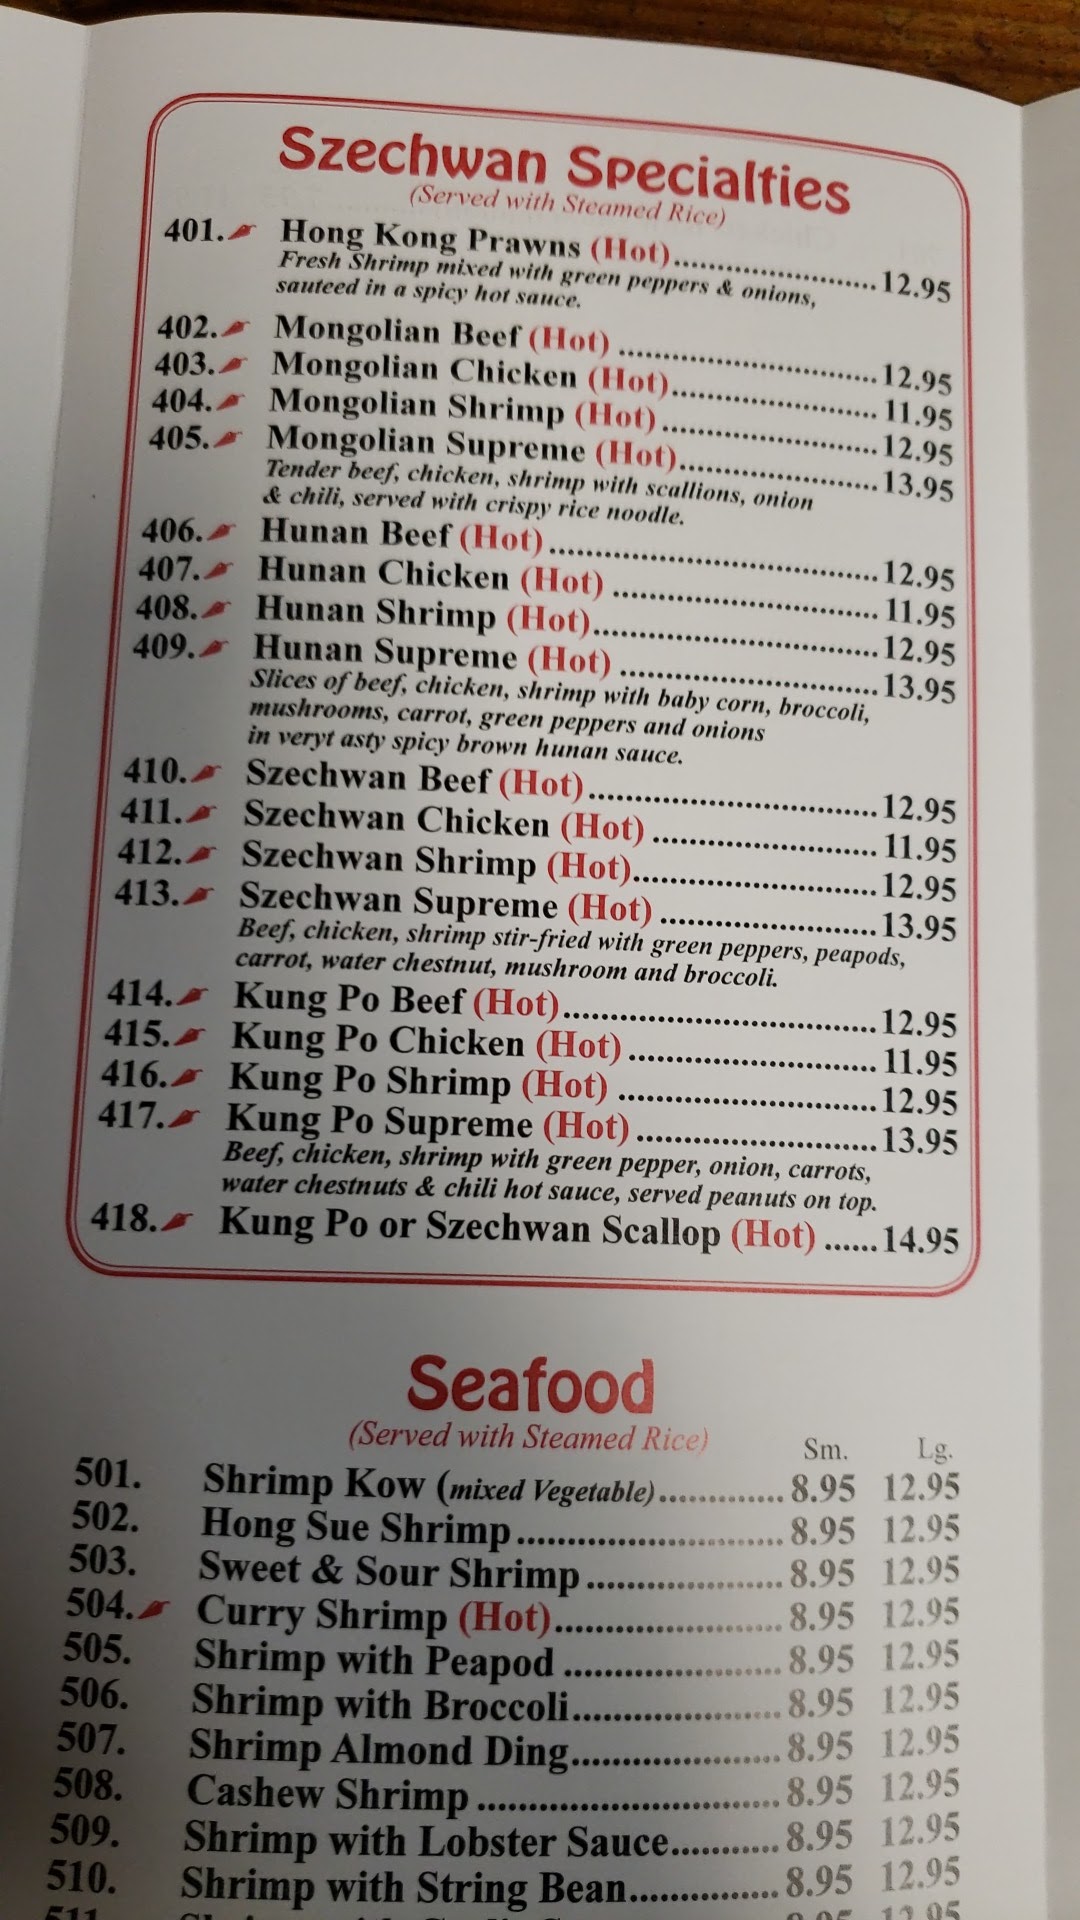 Szechwan Specialties
(Served with Steamed Rice)
401. Hong Kong Prawns (Hot)........................12.95
Fresh Shrimp mixed with green peppers & onions,
sauteed in a spicy hot sauce.
402. Mongolian Beef (Hot) ..............................12.95
403. Mongolian Chicken (Hot)........................ 11.95
404. Mongolian Shrimp (Hot).........................12.95
405. Mongolian Supreme (Hot).......................13.95
Tender beef, chicken, shrimp with scallions, onion
& chili, served with crispy rice noodle.
406. Hunan Beef (Hot)......................................12.95
407. Hunan Chicken (Hot) ............................... 11.95
408. Hunan Shrimp (Hot).................................12.95
409. Hunan Supreme (Hot) ..............................13.95
Slices of beef, chicken, shrimp with baby corn, broccoli,
mushrooms, carrot, green peppers and onions
in veryt asty spicy brown hunan sauce.
410. Szechwan Beef (Hot).................................12.95
411. Szechwan Chicken (Hot) .......................... 11.95
412. Szechwan Shrimp (Hot)............................12.95
413. Szechwan Supreme (Hot) .........................13.95
Beef, chicken, shrimp stir-fried with green peppers, peapods,
carrot, water chestnut, mushroom and broccoli.
414. Kung Po Beef (Hot)...................................12.95
415. Kung Po Chicken (Hot)............................ 11.95
416. Kung Po Shrimp (Hot) .............................12.95
417. Kung Po Supreme (Hot)...........................13.95
Beef, chicken, shrimp with green pepper, onion, carrots,
water chestnuts & chili hot sauce, served peanuts on top.
418. Kung Po or Szechwan Scallop (Hot) ......14.95
Seafood
(Served with Steamed Rice)
Sm. Lg.
501. Shrimp Kow (mixed Vegetable)............. 8.95 12.95
502. Hong Sue Shrimp............................ 8.95 12.95
503. Sweet & Sour Shrimp..................... 8.95 12.95
504. Curry Shrimp (Hot)........................ 8.95 12.95
505. Shrimp with Peapod ....................... 8.95 12.95
506. Shrimp with Broccoli...................... 8.95 12.95
507. Shrimp Almond Ding...................... 8.95 12.95
508. Cashew Shrimp ................................ 8.95 12.95
509. Shrimp with Lobster Sauce........... 8.95 12.95
510. Shrimp with String Bean............... 8.95 12.95
511. 8.95 12.95